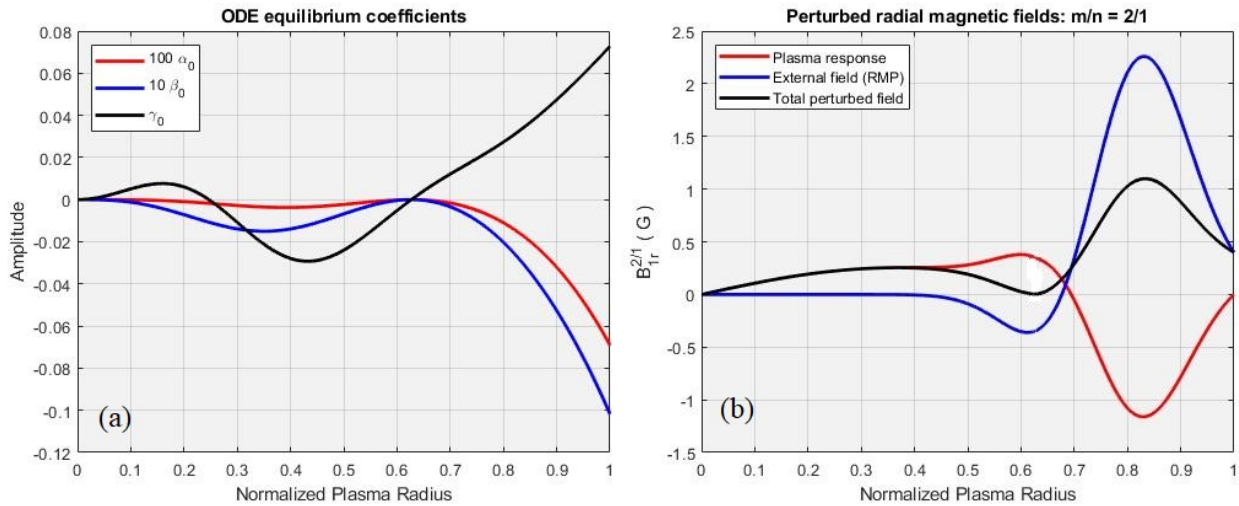 ODE equilibrium coefficients
0.08
0.06
0.04
0.02
0
-0.02
-0.04
-0.06
-0.08
-0.1
-0.12
Amplitude
100 α₀
10 β₀
γ₀
(a)
0 0.1 0.2 0.3 0.4 0.5 0.6 0.7 0.8 0.9 1
Normalized Plasma Radius
Perturbed radial magnetic fields: m/n = 2/1
2.5
2
1.5
1
0.5
0
-0.5
-1
-1.5
B₁ᵣ²ᐟ¹ ( G )
Plasma response
External field (RMP)
Total perturbed field
(b)
0 0.1 0.2 0.3 0.4 0.5 0.6 0.7 0.8 0.9 1
Normalized Plasma Radius